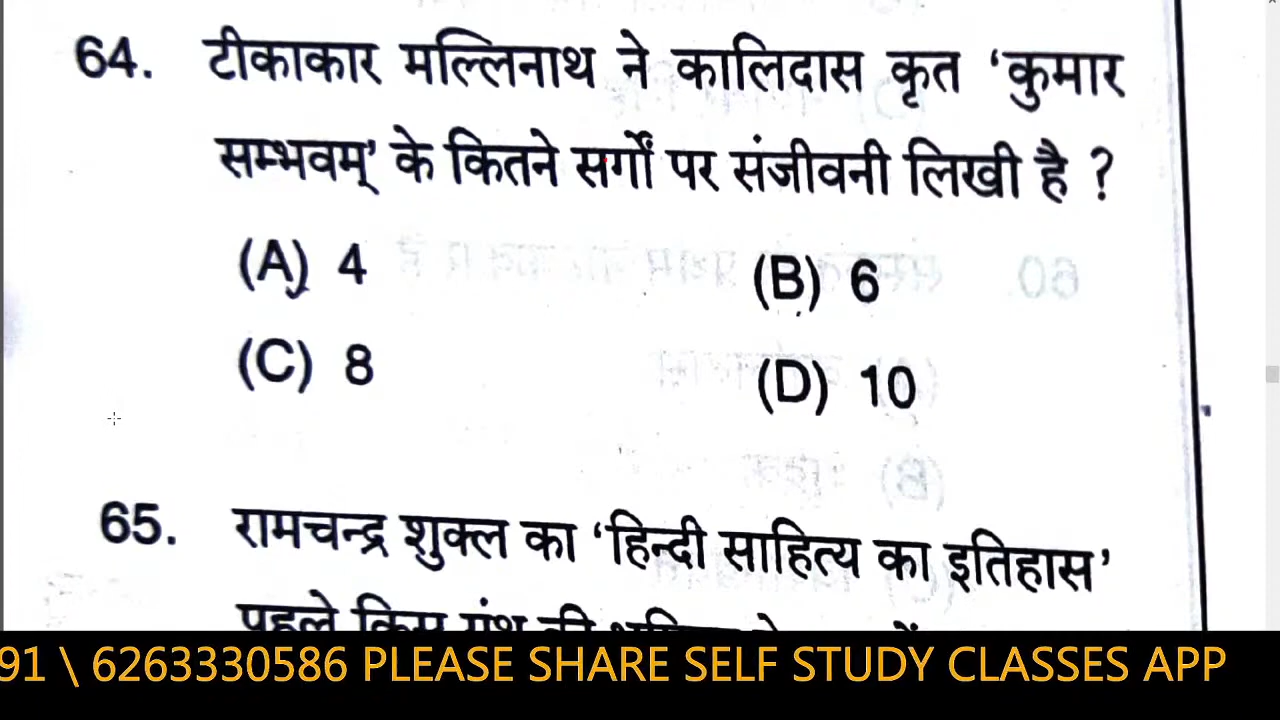 64. टीकाकार मल्लिनाथ ने कालिदास कृत ‘कुमार
सम्भवम्’ के कितने सर्गों पर संजीवनी लिखी है ?
(A) 4 (B) 6
(C) 8 (D) 10
65. रामचन्द्र शुक्ल का ‘हिन्दी साहित्य का इतिहास’
पहले किस ग्रंथ की
91 \ 6263330586 PLEASE SHARE SELF STUDY CLASSES APP